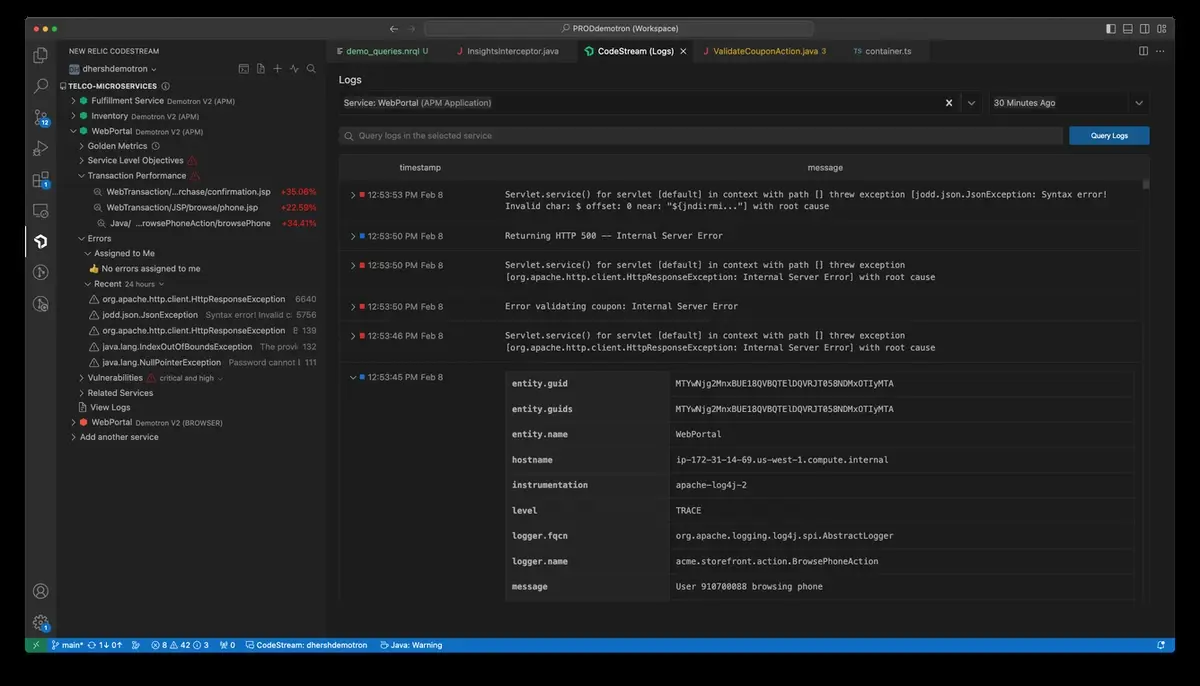 PRODdemotron (Workspace)
NEW RELIC CODESTREAM
demo_queries.nrql U
InsightsInterceptor.java
CodeStream (Logs)
ValidateCouponAction.java 3
TS container.ts
dhershdemotron
TELCO-MICROSERVICES
Fulfillment Service Demotron V2 (APM)
Inventory Demotron V2 (APM)
WebPortal Demotron V2 (APM)
Golden Metrics
Service Level Objectives
Transaction Performance
WebTransaction/...rchase/confirmation.jsp +35.06%
WebTransaction/JSP/browse/phone.jsp +22.59%
Java/ ...rowsePhoneAction/browsePhone +34.41%
Errors
Assigned to Me
No errors assigned to me
Recent 24 hours
org.apache.http.client.HttpResponseException 6640
jodd.json.JsonException Syntax error! Invalid c 5756
org.apache.http.client.HttpResponseException 139
java.lang.IndexOutOfBoundsException The provi 132
java.lang.NullPointerException Password cannot 111
Vulnerabilities critical and high
Related Services
View Logs
WebPortal Demotron V2 (BROWSER)
Add another service
12
1
1
Logs
Service: WebPortal (APM Application)
30 Minutes Ago
Query logs in the selected service
Query Logs
timestamp
message
12:53:53 PM Feb 8
Servlet.service() for servlet [default] in context with path [] threw exception [jodd.json.JsonException: Syntax error!
Invalid char: $ offset: 0 near: "${jndi:rmi..."] with root cause
12:53:50 PM Feb 8
Returning HTTP 500 -- Internal Server Error
12:53:50 PM Feb 8
Servlet.service() for servlet [default] in context with path [] threw exception
[org.apache.http.client.HttpResponseException: Internal Server Error] with root cause
12:53:50 PM Feb 8
Error validating coupon: Internal Server Error
12:53:46 PM Feb 8
Servlet.service() for servlet [default] in context with path [] threw exception
[org.apache.http.client.HttpResponseException: Internal Server Error] with root cause
12:53:45 PM Feb 8
entity.guid MTYwNjg2MnxBUE18QVBQTElDQVRJT058NDMxOTIyMTA
entity.guids MTYwNjg2MnxBUE18QVBQTElDQVRJT058NDMxOTIyMTA
entity.name WebPortal
hostname ip-172-31-14-69.us-west-1.compute.internal
instrumentation apache-log4j-2
level TRACE
logger.fqcn org.apache.logging.log4j.spi.AbstractLogger
logger.name acme.storefront.action.BrowsePhoneAction
message User 910700088 browsing phone
main* 1↓ 0↑ 8 42 3 0 CodeStream: dhershdemotron Java: Warning